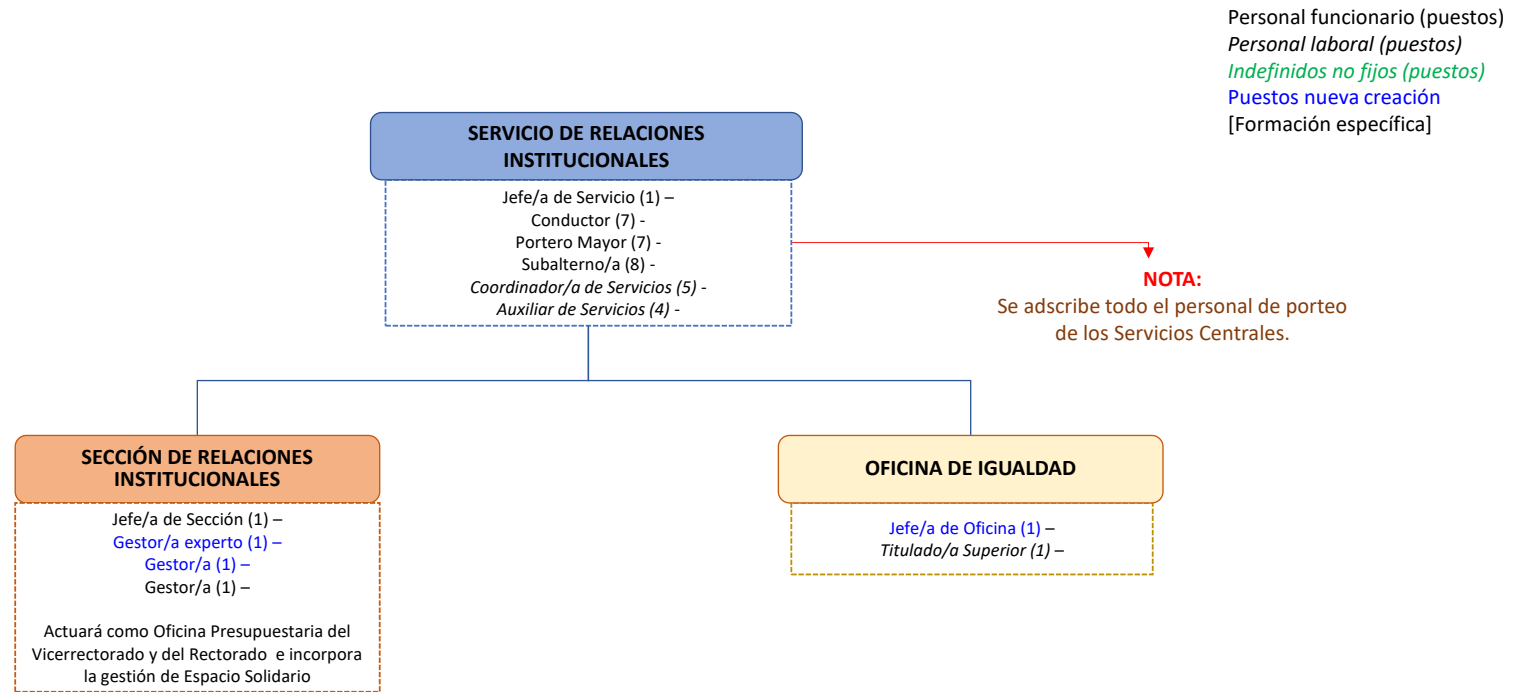 Personal funcionario (puestos)
Personal laboral (puestos)
Indefinidos no fijos (puestos)
Puestos nueva creación
[Formación específica]
SERVICIO DE RELACIONES
INSTITUCIONALES
Jefe/a de Servicio (1) –
Conductor (7) -
Portero Mayor (7) -
Subalterno/a (8) -
Coordinador/a de Servicios (5) -
Auxiliar de Servicios (4) -
NOTA:
Se adscribe todo el personal de porteo
de los Servicios Centrales.
SECCIÓN DE RELACIONES
INSTITUCIONALES
Jefe/a de Sección (1) –
Gestor/a experto (1) –
Gestor/a (1) –
Gestor/a (1) –
Actuará como Oficina Presupuestaria del
Vicerrectorado y del Rectorado e incorpora
la gestión de Espacio Solidario
OFICINA DE IGUALDAD
Jefe/a de Oficina (1) –
Titulado/a Superior (1) –